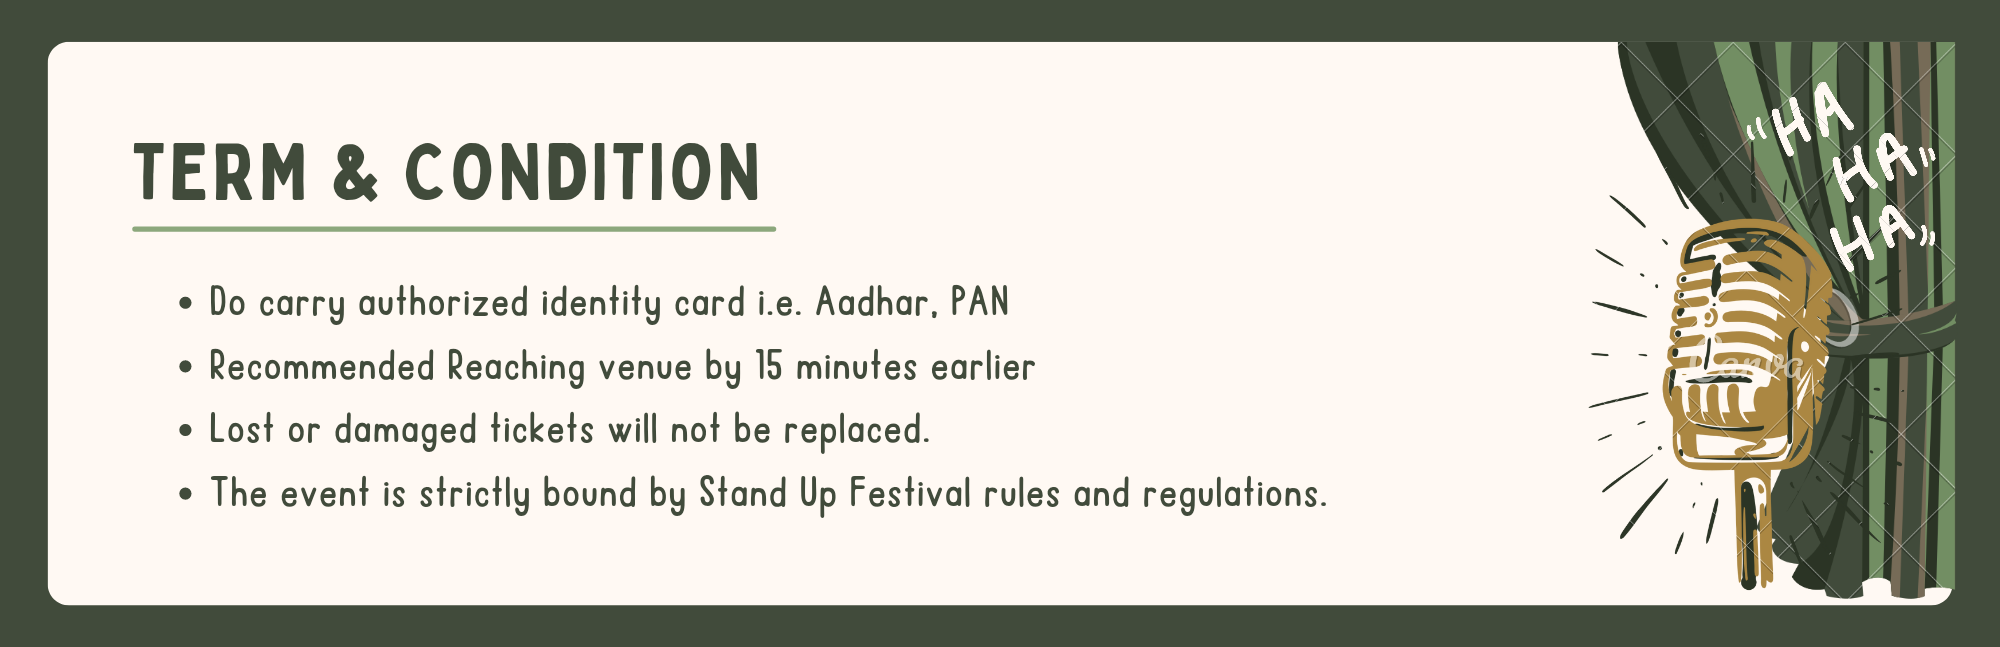 TERM & CONDITION
• Do carry authorized identity card i.e. Aadhar, PAN
• Recommended Reaching venue by 15 minutes earlier
• Lost or damaged tickets will not be replaced.
• The event is strictly bound by Stand Up Festival rules and regulations.
"HA
HA"
HA"
Canva